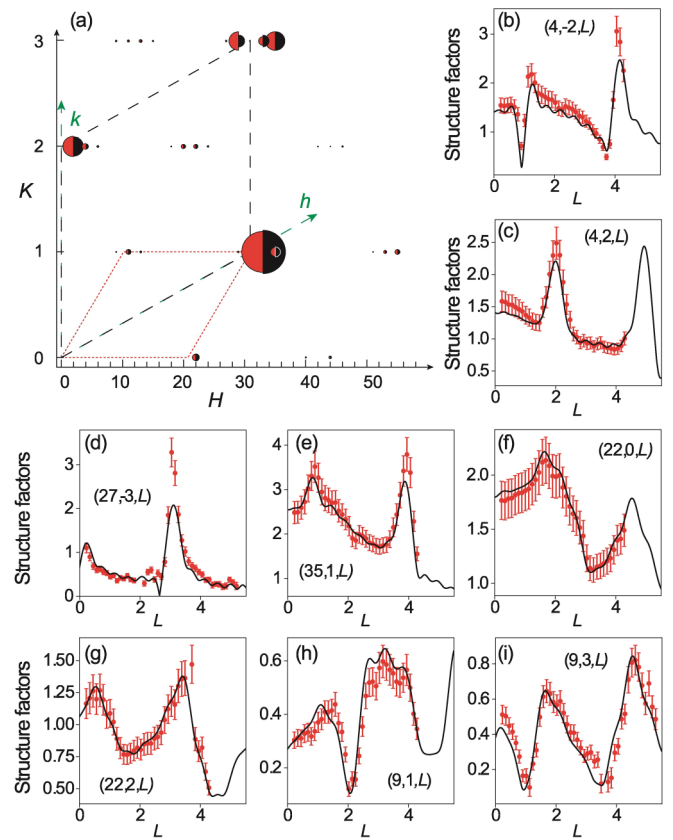 (a)
3
2
1
0
K
k
h
0 10 20 30 40 50
H
(b)
(4,-2,L)
Structure factors
3
2
1
0 2 4
L
(c)
(4,2,L)
Structure factors
2.5
2.0
1.5
1.0
0.5
0 2 4
L
(d)
(27,-3,L)
Structure factors
3
2
1
0
0 2 4
L
(e)
(35,1,L)
4
3
2
1
0 2 4
L
(f)
(22,0,L)
2.0
1.5
1.0
0 2 4
L
(g)
(22,2,L)
Structure factors
1.50
1.25
1.00
0.75
0.50
0 2 4
L
(h)
(9,1,L)
0.6
0.4
0.2
0 2 4
L
(i)
(9,3,L)
0.8
0.6
0.4
0.2
0 2 4
L